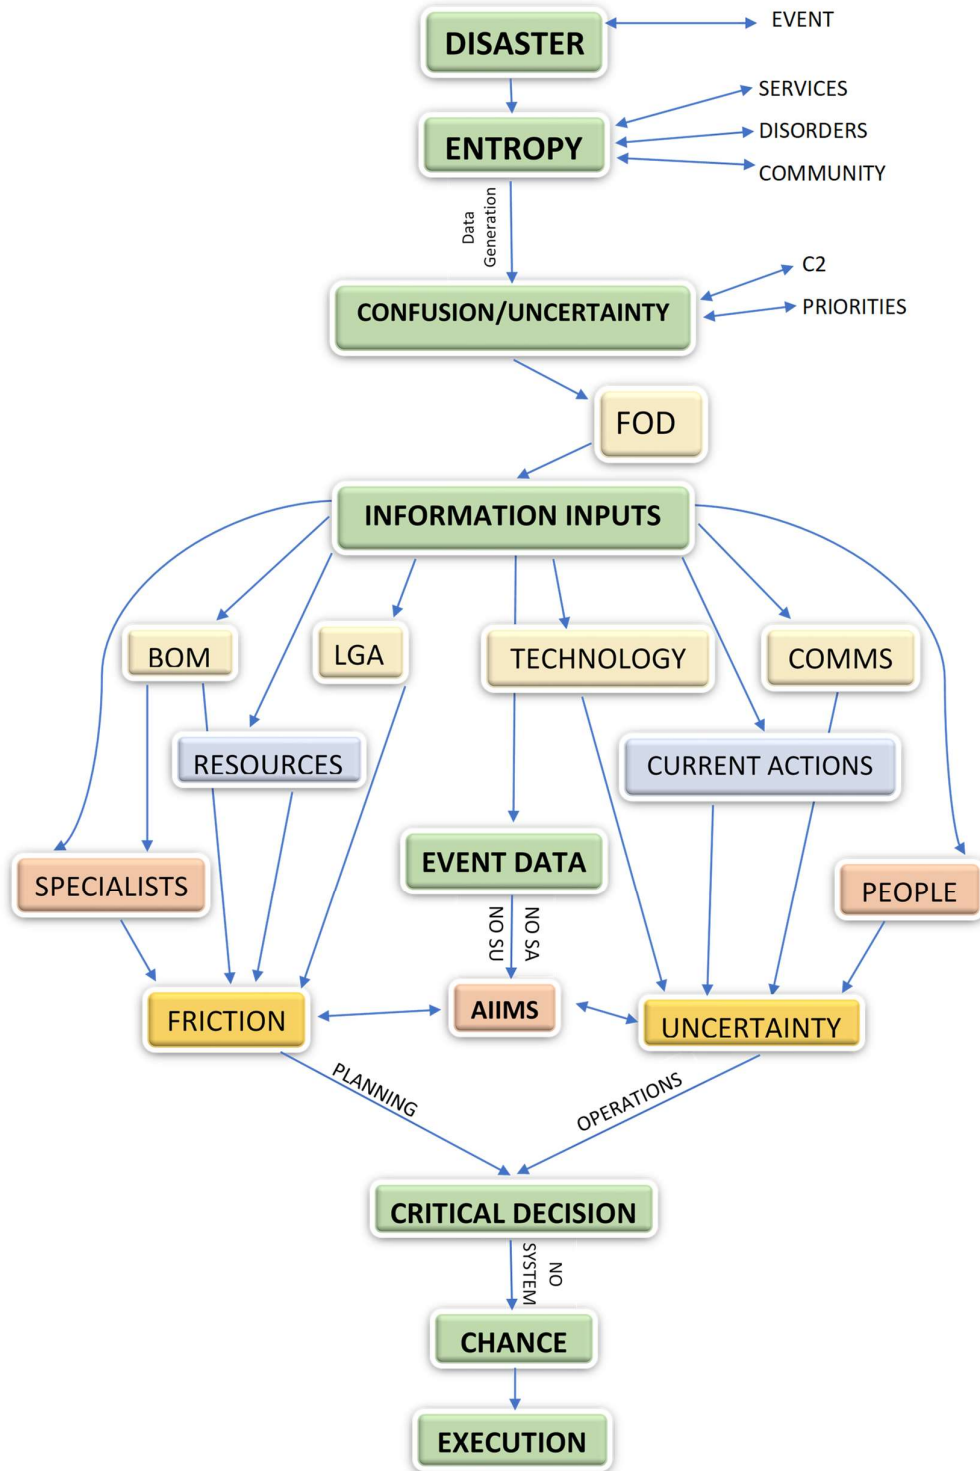 DISASTER
EVENT
ENTROPY
SERVICES
DISORDERS
COMMUNITY
Data
Generation
CONFUSION/UNCERTAINTY
C2
PRIORITIES
FOD
INFORMATION INPUTS
BOM
LGA
TECHNOLOGY
COMMS
RESOURCES
CURRENT ACTIONS
SPECIALISTS
EVENT DATA
PEOPLE
NO SA
NO SU
FRICTION
AIIMS
UNCERTAINTY
PLANNING
OPERATIONS
CRITICAL DECISION
NO
SYSTEM
CHANCE
EXECUTION